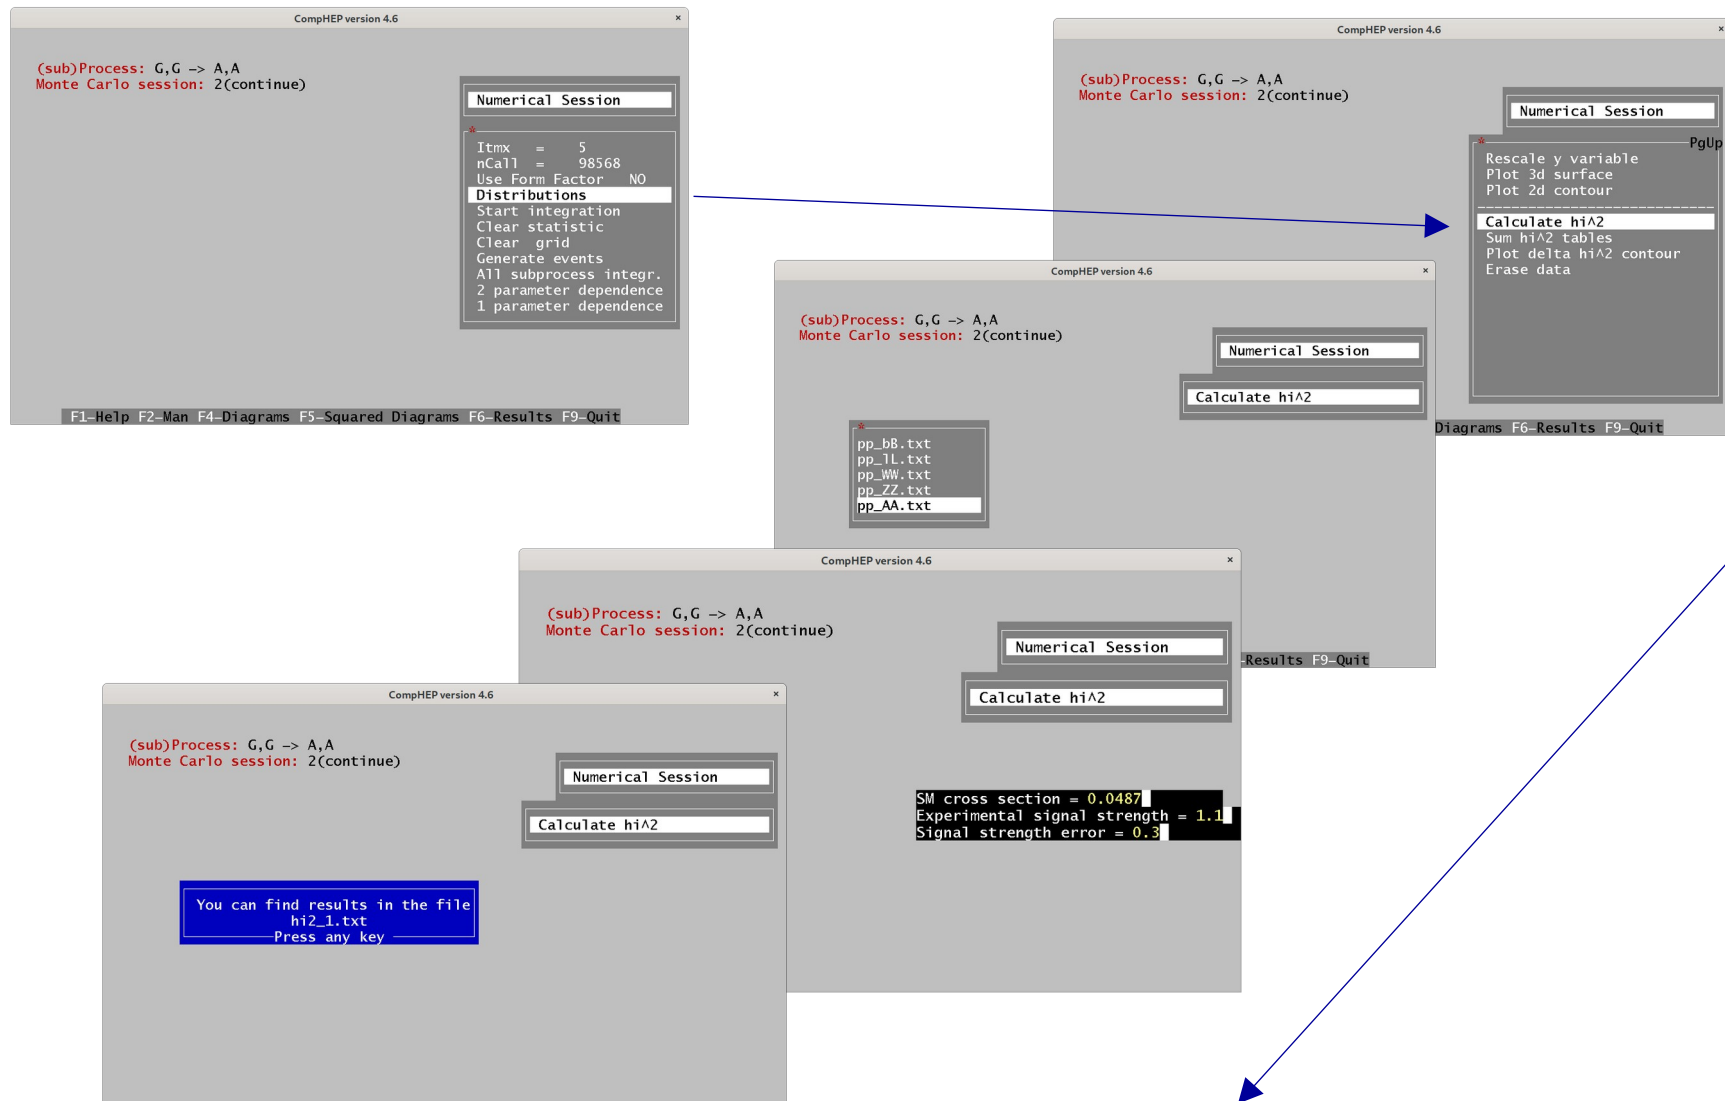 CompHEP version 4.6 ×
(sub)Process: G,G -> A,A
Monte Carlo session: 2(continue)
Numerical Session
*
Itmx = 5
nCall = 98568
Use Form Factor NO
Distributions
Start integration
Clear statistic
Clear grid
Generate events
All subprocess integr.
2 parameter dependence
1 parameter dependence
F1-Help F2-Man F4-Diagrams F5-Squared Diagrams F6-Results F9-Quit
CompHEP version 4.6 ×
(sub)Process: G,G -> A,A
Monte Carlo session: 2(continue)
Numerical Session
* PgUp
Rescale y variable
Plot 3d surface
Plot 2d contour
Calculate hi^2
Sum hi^2 tables
Plot delta hi^2 contour
Erase data
Diagrams F6-Results F9-Quit
CompHEP version 4.6 ×
(sub)Process: G,G -> A,A
Monte Carlo session: 2(continue)
Numerical Session
Calculate hi^2
*
pp_bB.txt
pp_lL.txt
pp_WW.txt
pp_ZZ.txt
pp_AA.txt
-Results F9-Quit
CompHEP version 4.6 ×
(sub)Process: G,G -> A,A
Monte Carlo session: 2(continue)
Numerical Session
Calculate hi^2
SM cross section = 0.0487
Experimental signal strength = 1.1
Signal strength error = 0.3
CompHEP version 4.6 ×
(sub)Process: G,G -> A,A
Monte Carlo session: 2(continue)
Numerical Session
Calculate hi^2
You can find results in the file
hi2_1.txt
Press any key